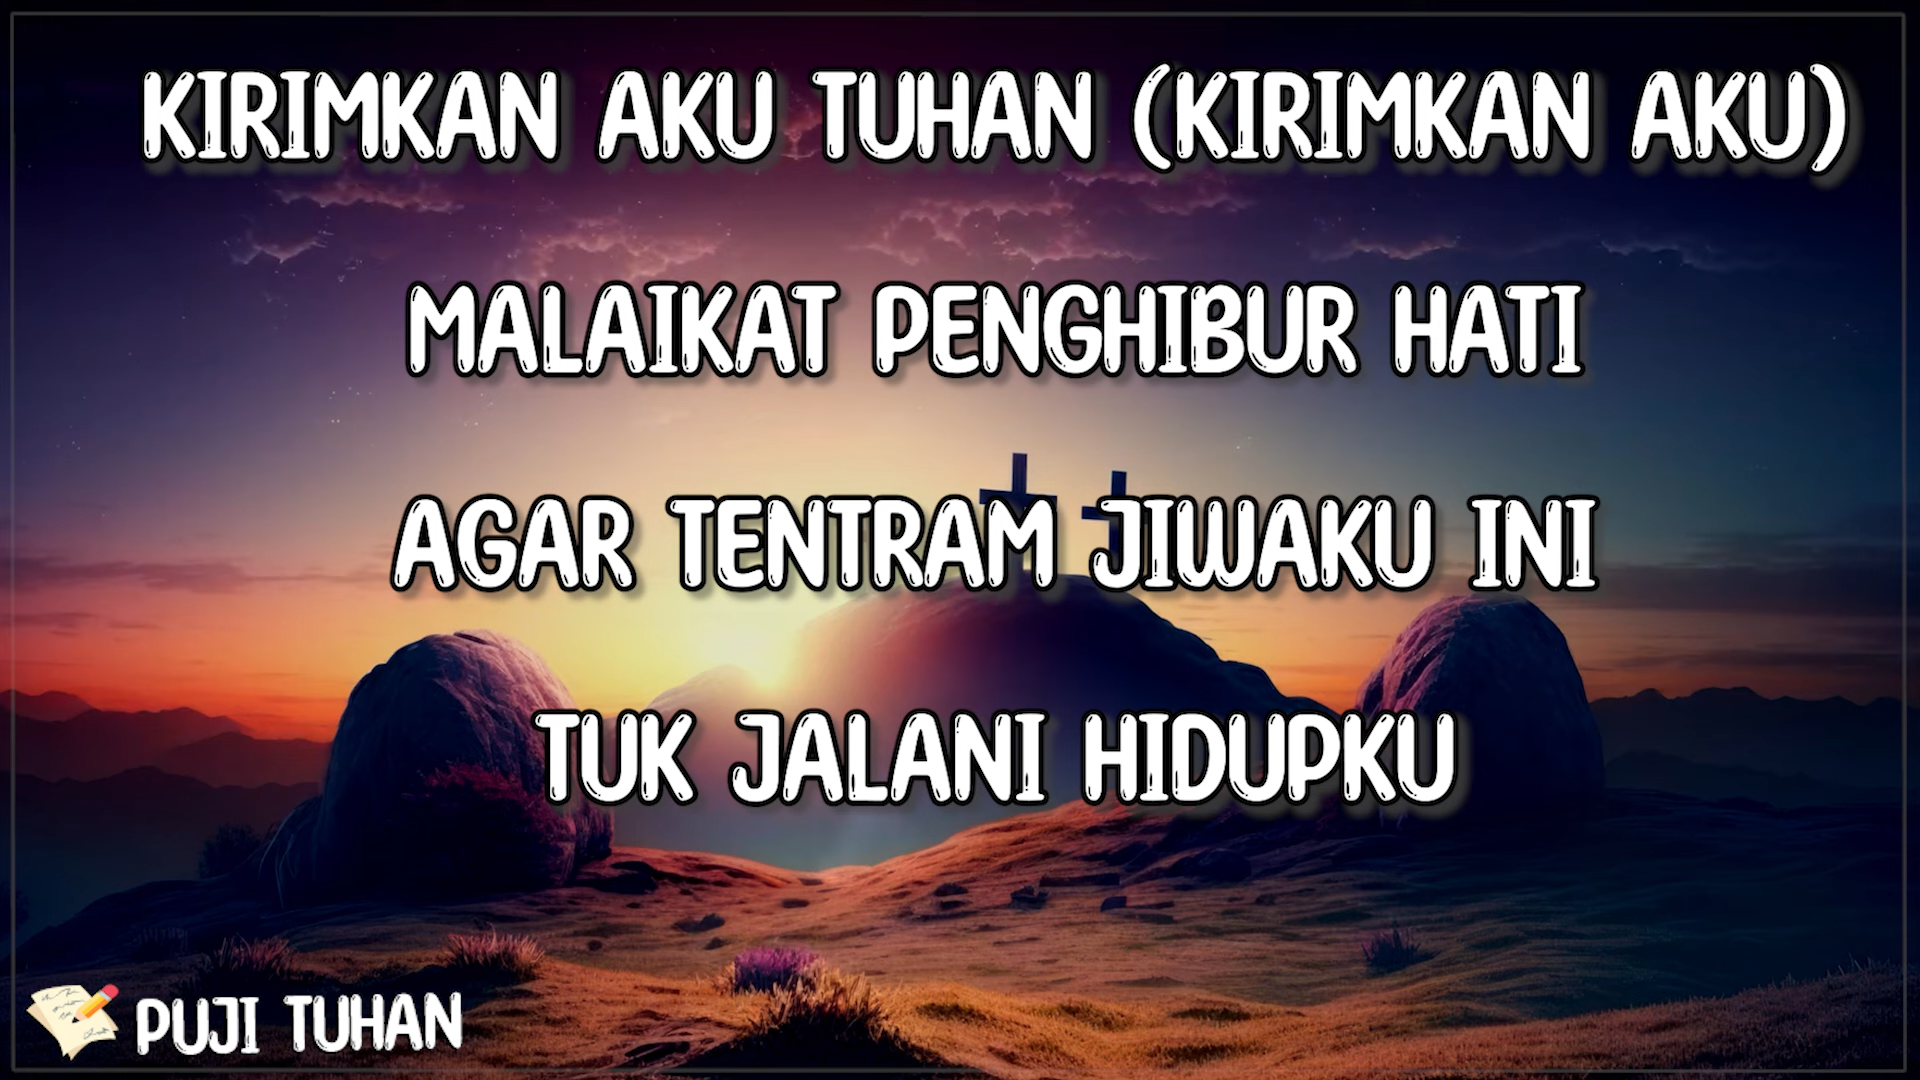 KIRIMKAN AKU TUHAN (KIRIMKAN AKU)
MALAIKAT PENGHIBUR HATI
AGAR TENTRAM JIWAKU INI
TUK JALANI HIDUPKU
PUJI TUHAN